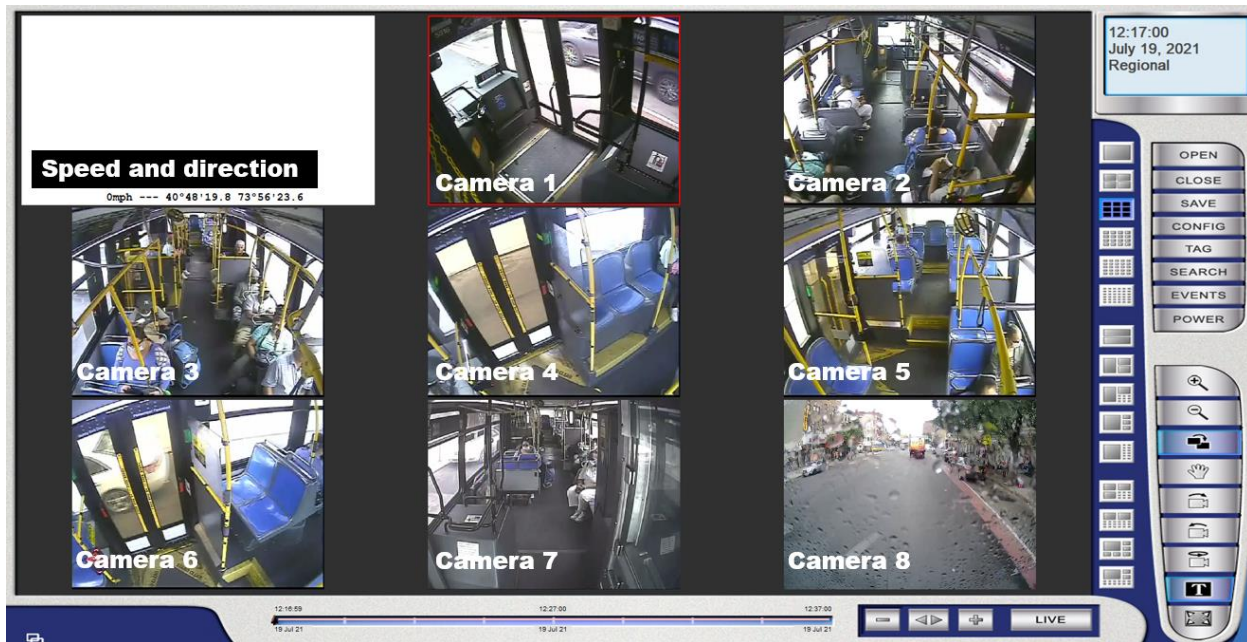 Speed and direction
0mph --- 40°48'19.8 73°56'23.6
Camera 1
Camera 2
Camera 3
Camera 4
Camera 5
Camera 6
Camera 7
Camera 8
12:17:00
July 19, 2021
Regional
OPEN
CLOSE
SAVE
CONFIG
TAG
SEARCH
EVENTS
POWER
T
12:16:59
12:27:00
12:37:00
19 Jul 21
19 Jul 21
19 Jul 21
LIVE